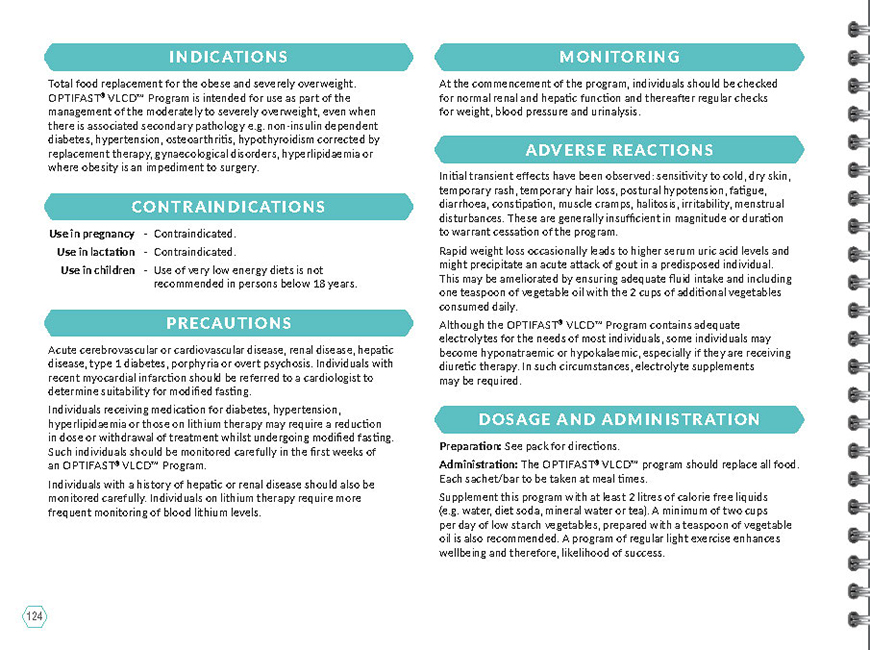 INDICATIONS
Total food replacement for the obese and severely overweight.
OPTIFAST® VLCD™ Program is intended for use as part of the
management of the moderately to severely overweight, even when
there is associated secondary pathology e.g. non-insulin dependent
diabetes, hypertension, osteoarthritis, hypothyroidism corrected by
replacement therapy, gynaecological disorders, hyperlipidaemia or
where obesity is an impediment to surgery.
CONTRAINDICATIONS
Use in pregnancy - Contraindicated.
Use in lactation - Contraindicated.
Use in children - Use of very low energy diets is not
recommended in persons below 18 years.
PRECAUTIONS
Acute cerebrovascular or cardiovascular disease, renal disease, hepatic
disease, type 1 diabetes, porphyria or overt psychosis. Individuals with
recent myocardial infarction should be referred to a cardiologist to
determine suitability for modified fasting.
Individuals receiving medication for diabetes, hypertension,
hyperlipidaemia or those on lithium therapy may require a reduction
in dose or withdrawal of treatment whilst undergoing modified fasting.
Such individuals should be monitored carefully in the first weeks of
an OPTIFAST® VLCD™ Program.
Individuals with a history of hepatic or renal disease should also be
monitored carefully. Individuals on lithium therapy require more
frequent monitoring of blood lithium levels.
124
MONITORING
At the commencement of the program, individuals should be checked
for normal renal and hepatic function and thereafter regular checks
for weight, blood pressure and urinalysis.
ADVERSE REACTIONS
Initial transient effects have been observed: sensitivity to cold, dry skin,
temporary rash, temporary hair loss, postural hypotension, fatigue,
diarrhoea, constipation, muscle cramps, halitosis, irritability, menstrual
disturbances. These are generally insufficient in magnitude or duration
to warrant cessation of the program.
Rapid weight loss occasionally leads to higher serum uric acid levels and
might precipitate an acute attack of gout in a predisposed individual.
This may be ameliorated by ensuring adequate fluid intake and including
one teaspoon of vegetable oil with the 2 cups of additional vegetables
consumed daily.
Although the OPTIFAST® VLCD™ Program contains adequate
electrolytes for the needs of most individuals, some individuals may
become hyponatraemic or hypokalaemic, especially if they are receiving
diuretic therapy. In such circumstances, electrolyte supplements
may be required.
DOSAGE AND ADMINISTRATION
Preparation: See pack for directions.
Administration: The OPTIFAST® VLCD™ program should replace all food.
Each sachet/bar to be taken at meal times.
Supplement this program with at least 2 litres of calorie free liquids
(e.g. water, diet soda, mineral water or tea). A minimum of two cups
per day of low starch vegetables, prepared with a teaspoon of vegetable
oil is also recommended. A program of regular light exercise enhances
wellbeing and therefore, likelihood of success.